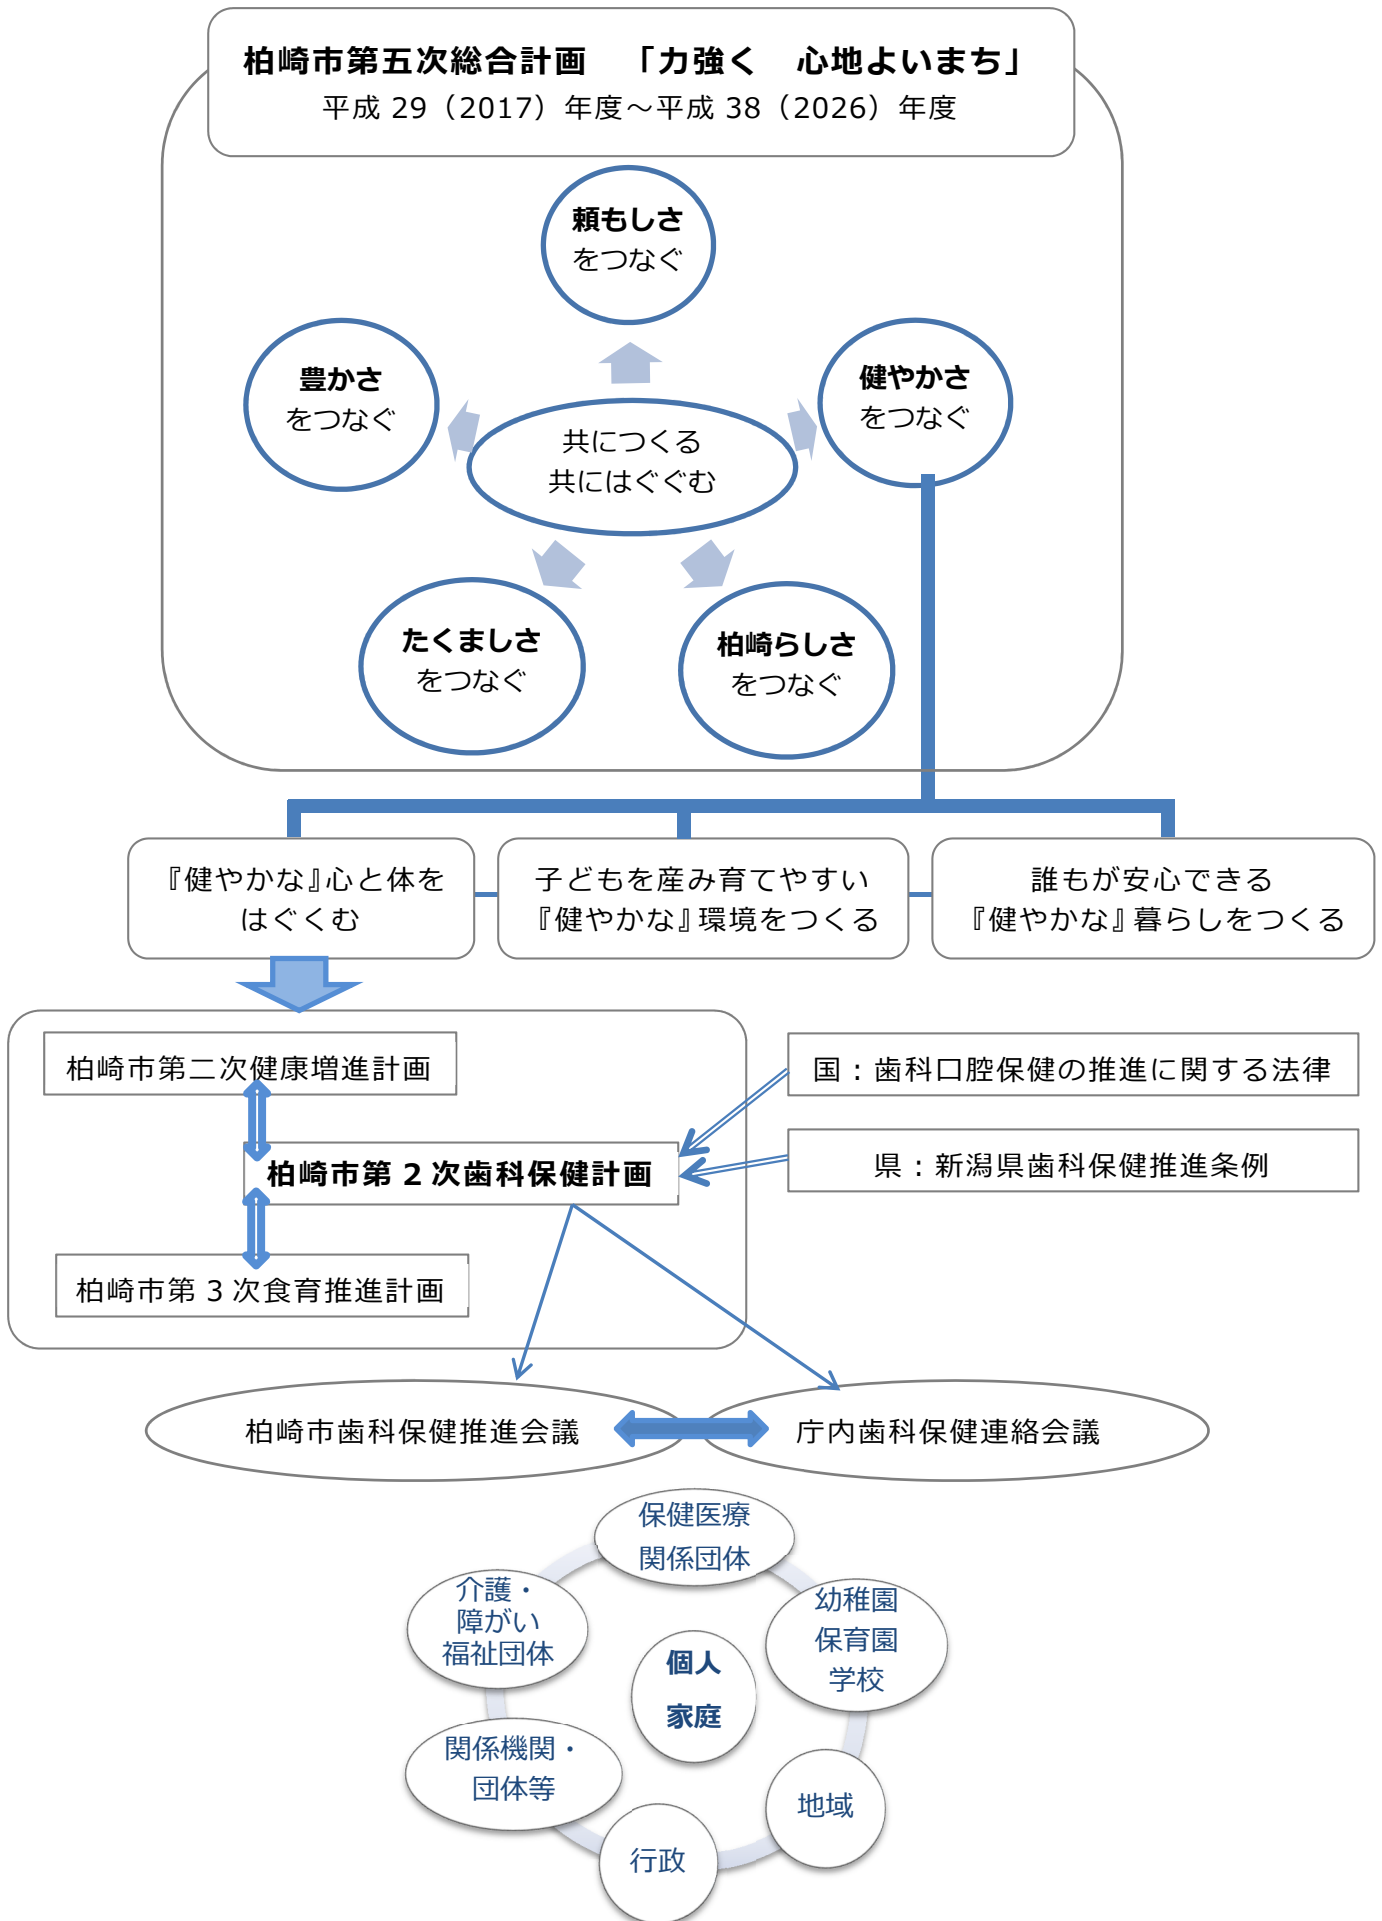 柏崎市第五次総合計画　「力強く　心地よいまち」
平成 29（2017）年度～平成 38（2026）年度
頼もしさ
をつなぐ
豊かさ
をつなぐ
健やかさ
をつなぐ
共につくる
共にはぐぐむ
たくましさ
をつなぐ
柏崎らしさ
をつなぐ
『健やかな』心と体を
はぐくむ
子どもを産み育てやすい
『健やかな』環境をつくる
誰もが安心できる
『健やかな』暮らしをつくる
柏崎市第二次健康増進計画
国：歯科口腔保健の推進に関する法律
柏崎市第２次歯科保健計画
県：新潟県歯科保健推進条例
柏崎市第３次食育推進計画
柏崎市歯科保健推進会議
庁内歯科保健連絡会議
保健医療
関係団体
介護・
障がい
福祉団体
幼稚園
保育園
学校
個人
家庭
関係機関・
団体等
地域
行政